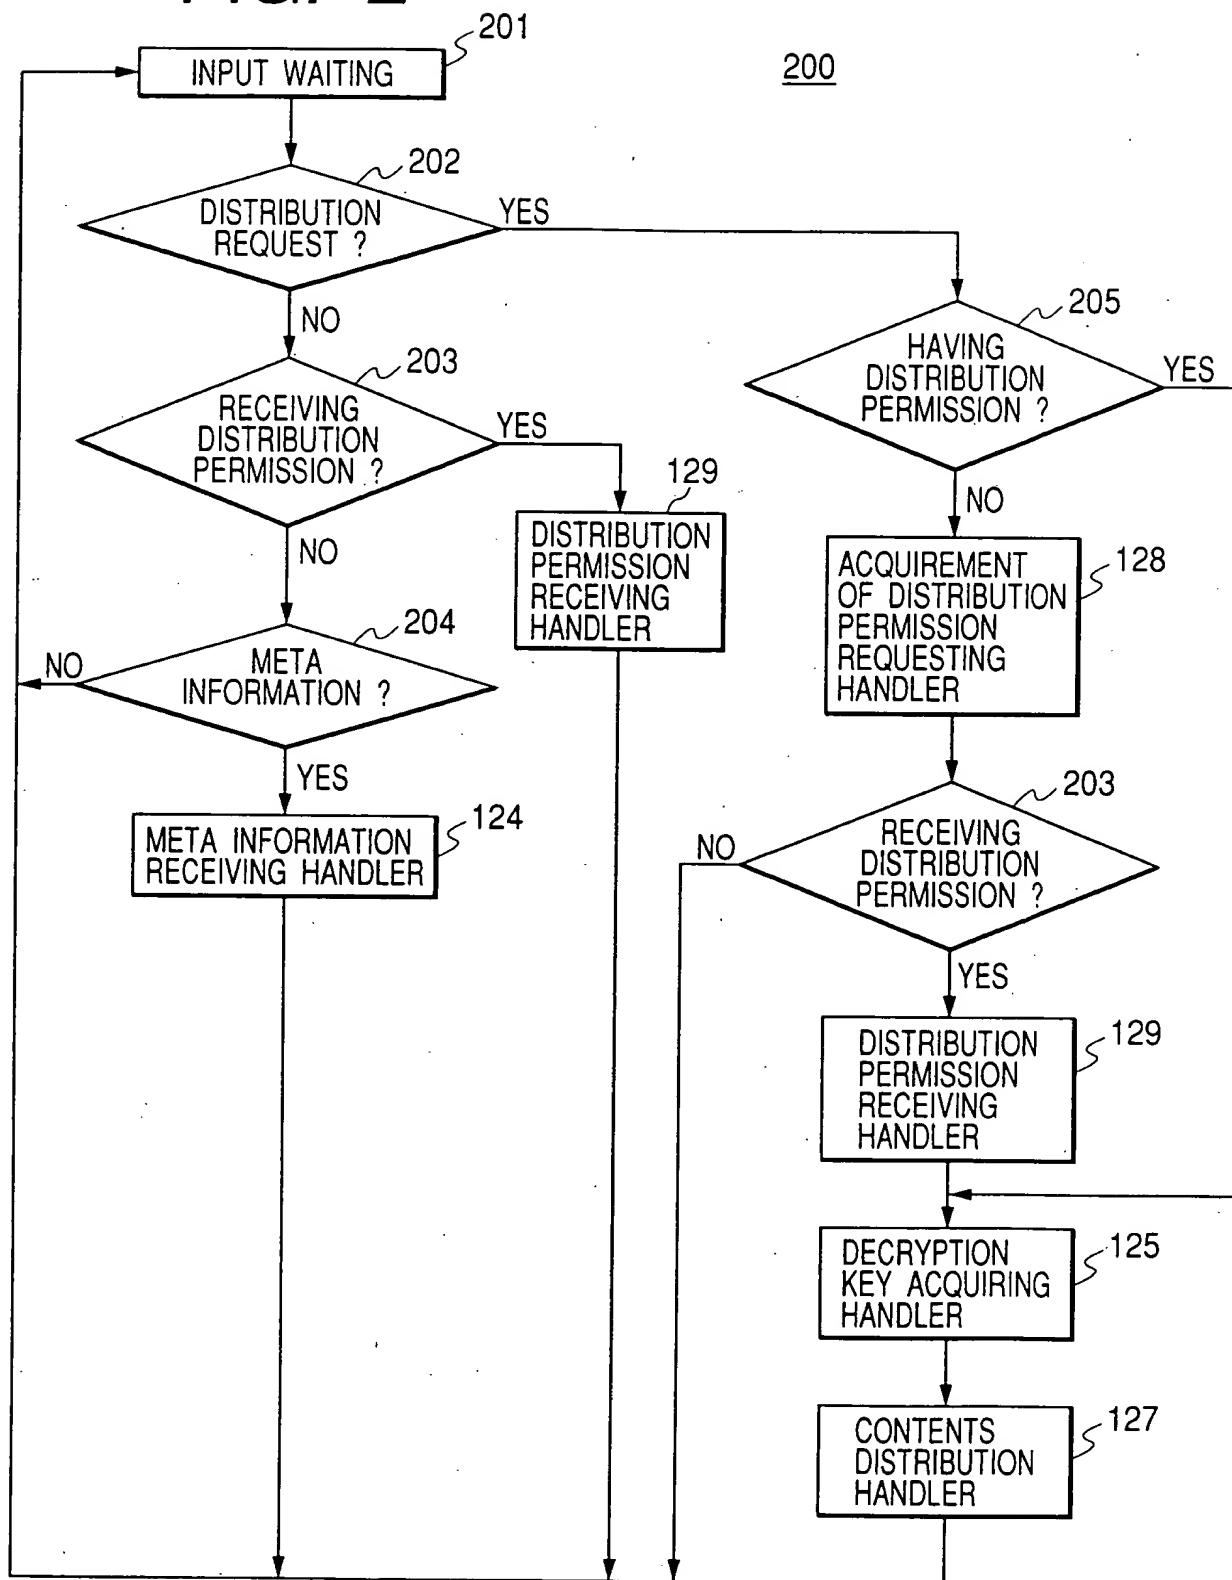 FIG. 2
201
INPUT WAITING
200
202
DISTRIBUTION
REQUEST ?
YES
NO
205
HAVING
DISTRIBUTION
PERMISSION ?
YES
NO
203
RECEIVING
DISTRIBUTION
PERMISSION ?
YES
NO
129
DISTRIBUTION
PERMISSION
RECEIVING
HANDLER
128
ACQUIREMENT
OF DISTRIBUTION
PERMISSION
REQUESTING
HANDLER
204
META
INFORMATION ?
NO
YES
124
META INFORMATION
RECEIVING HANDLER
203
RECEIVING
DISTRIBUTION
PERMISSION ?
NO
YES
129
DISTRIBUTION
PERMISSION
RECEIVING
HANDLER
125
DECRYPTION
KEY ACQUIRING
HANDLER
127
CONTENTS
DISTRIBUTION
HANDLER